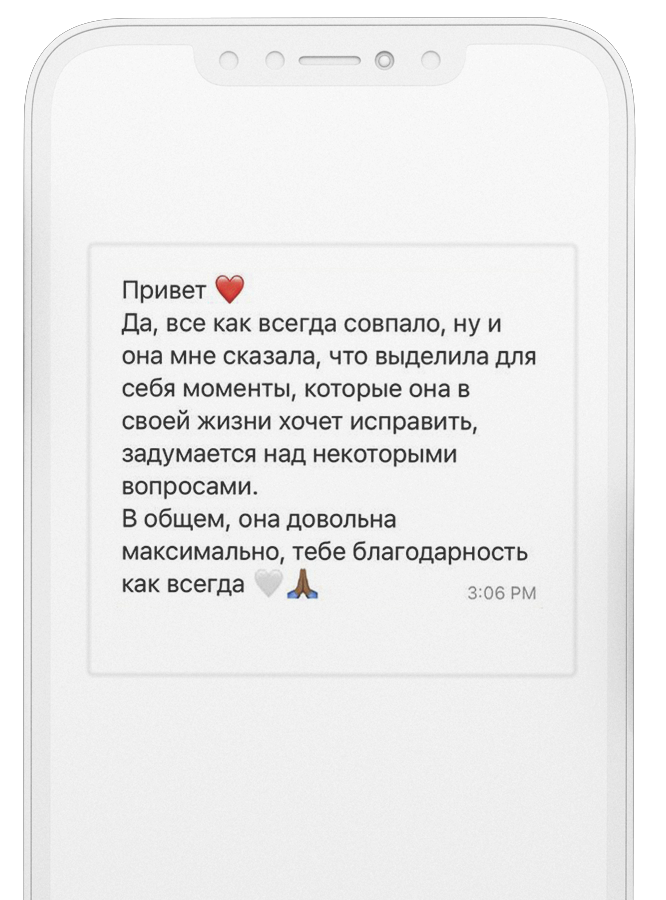 Привет ❤️
Да, все как всегда совпало, ну и
она мне сказала, что выделила для
себя моменты, которые она в
своей жизни хочет исправить,
задумается над некоторыми
вопросами.
В общем, она довольна
максимально, тебе благодарность
как всегда 🤍🙏🏾
3:06 PM